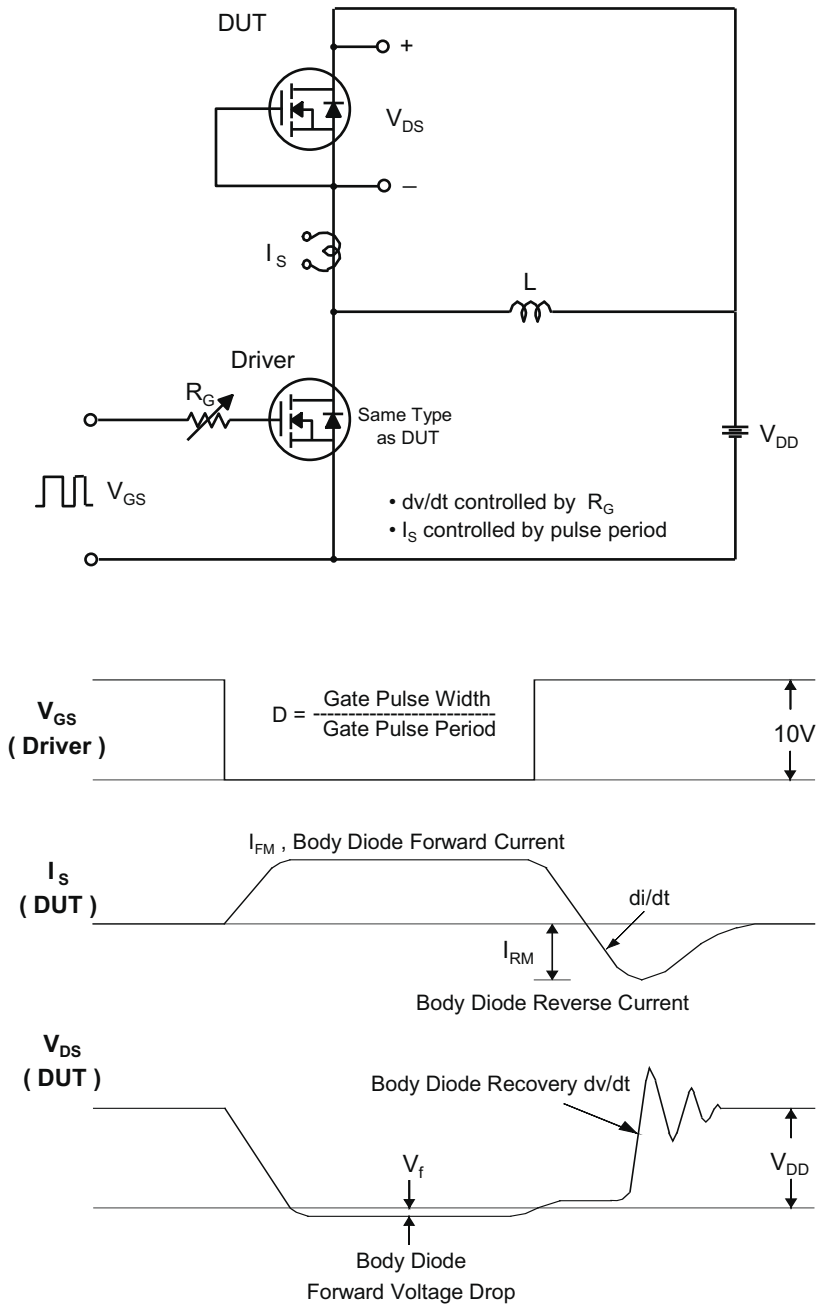 DUT
+
V_DS
–
I_S
L
Driver
R_G
Same Type
as DUT
V_DD
V_GS
• dv/dt controlled by R_G
• I_S controlled by pulse period
V_GS
( Driver )
D = Gate Pulse Width
Gate Pulse Period
10V
I_FM , Body Diode Forward Current
I_S
( DUT )
di/dt
I_RM
Body Diode Reverse Current
V_DS
( DUT )
Body Diode Recovery dv/dt
V_f
V_DD
Body Diode
Forward Voltage Drop